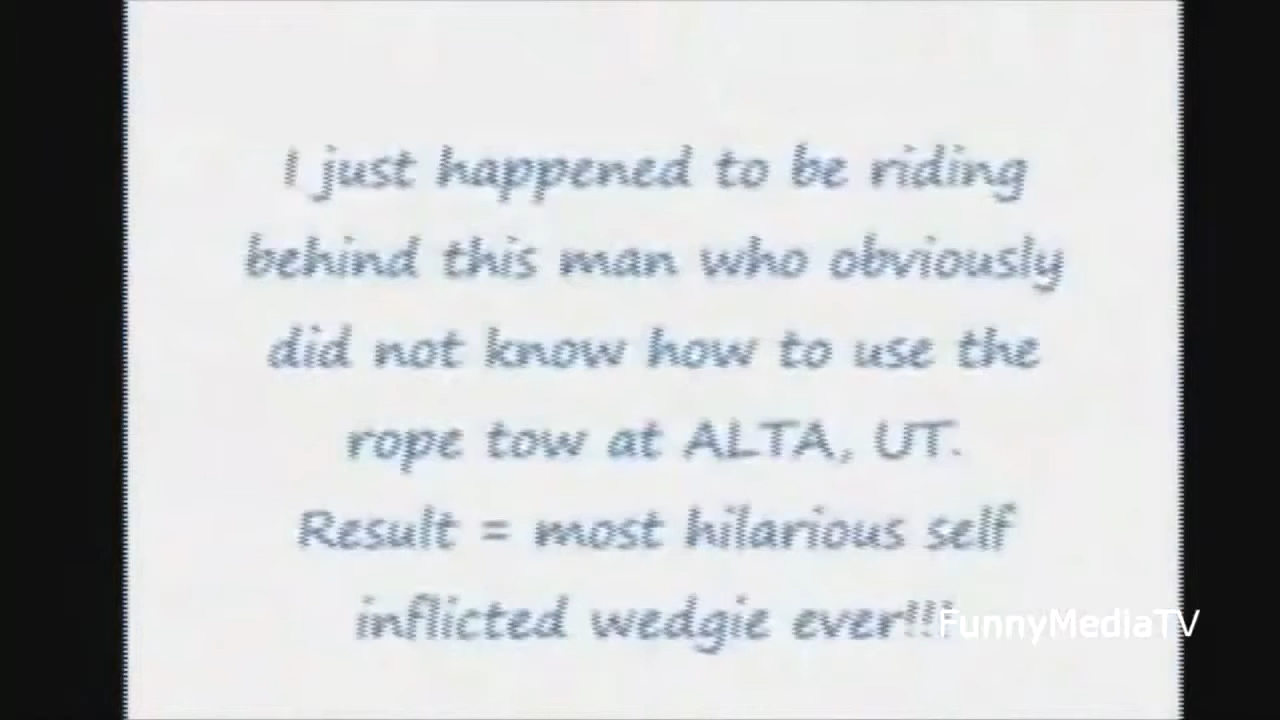 I just happened to be riding
behind this man who obviously
did not know how to use the
rope tow at ALTA, UT.
Result = most hilarious self
inflicted wedgie ever!!!
FunnyMediaTV